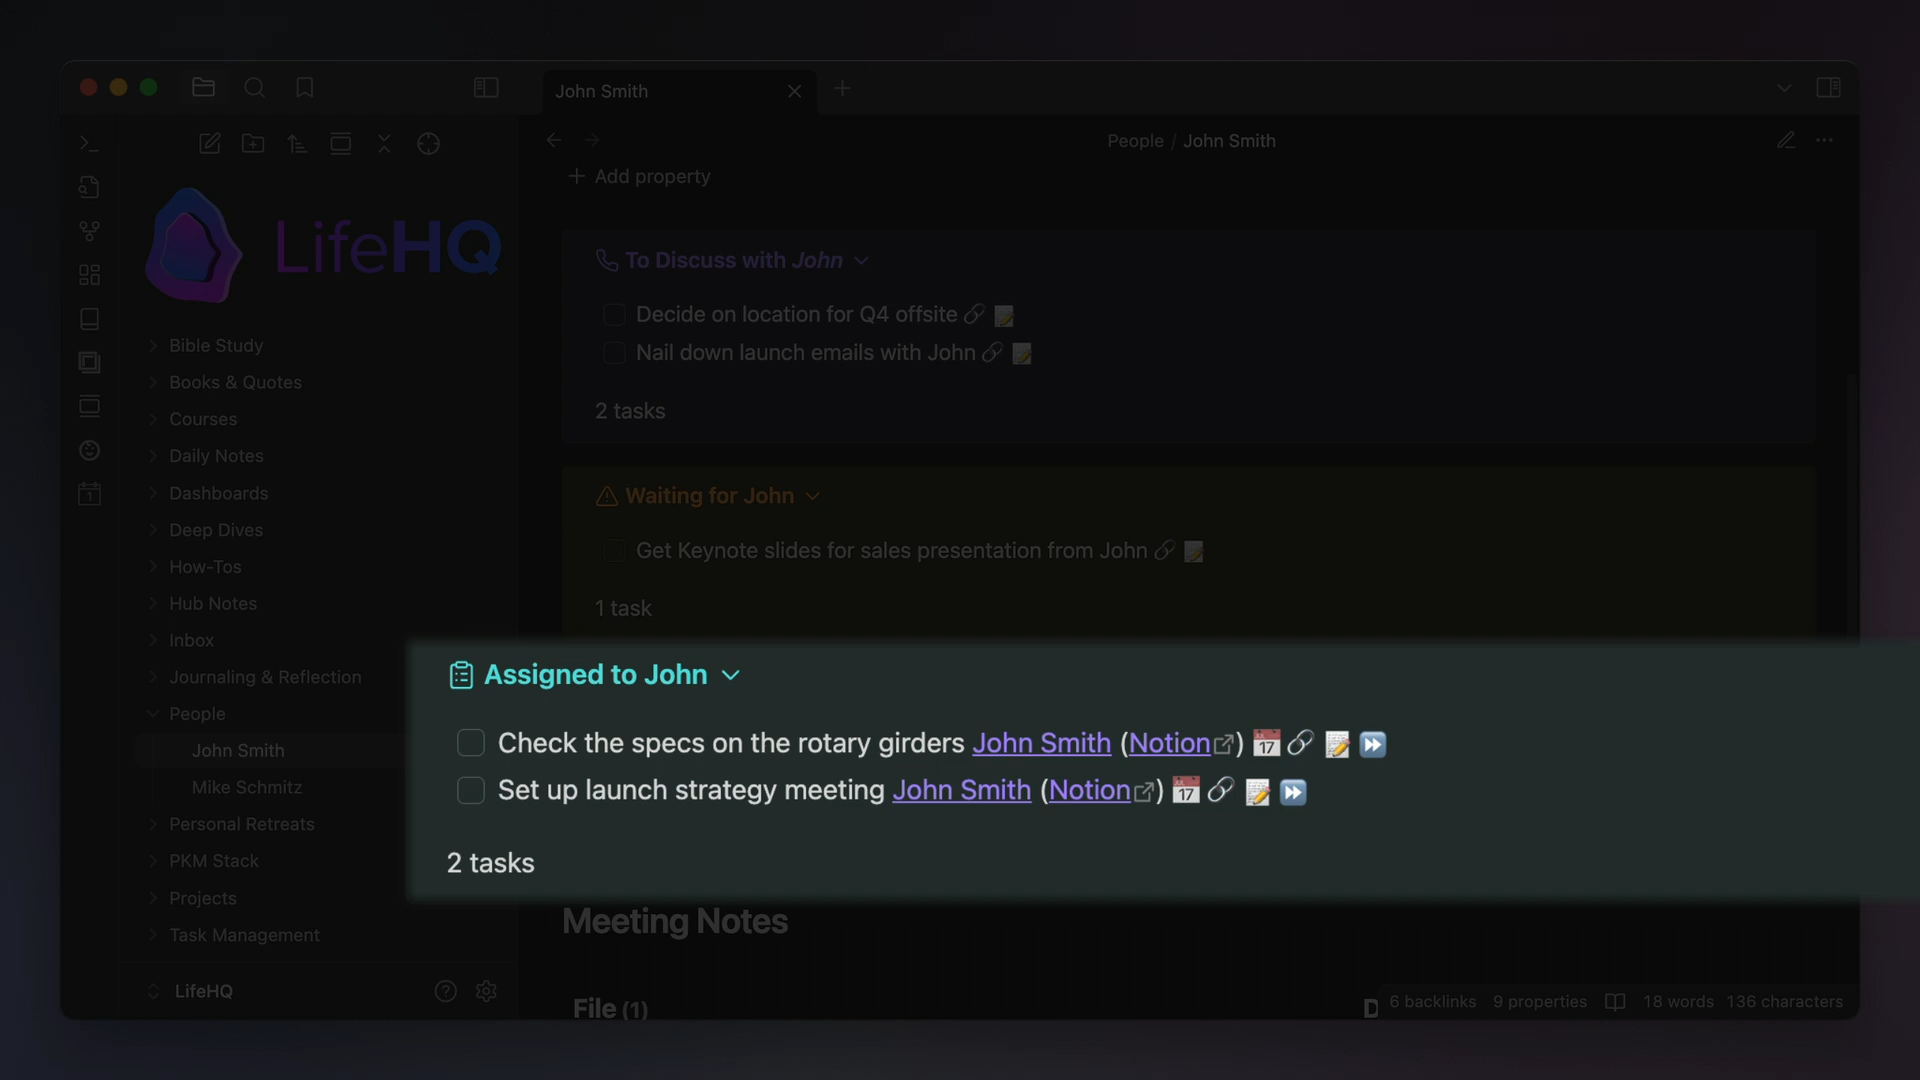 John Smith
People / John Smith
Add property
LifeHQ
To Discuss with John
Decide on location for Q4 offsite
Nail down launch emails with John
2 tasks
Bible Study
Books & Quotes
Courses
Daily Notes
Dashboards
Deep Dives
How-Tos
Hub Notes
Inbox
Journaling & Reflection
People
John Smith
Mike Schmitz
Personal Retreats
PKM Stack
Projects
Task Management
LifeHQ
Waiting for John
Get Keynote slides for sales presentation from John
1 task
Assigned to John
Check the specs on the rotary girders John Smith (Notion) 17
Set up launch strategy meeting John Smith (Notion) 17
2 tasks
Meeting Notes
File (1)
6 backlinks 9 properties 18 words 136 characters